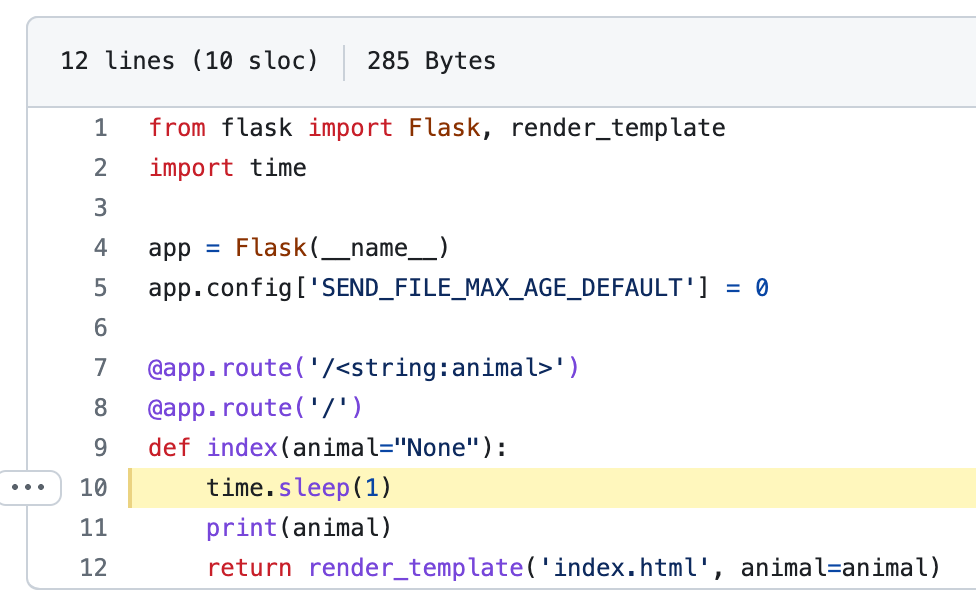 12 lines (10 sloc) 285 Bytes
1 from flask import Flask, render_template
2 import time
3
4 app = Flask(__name__)
5 app.config['SEND_FILE_MAX_AGE_DEFAULT'] = 0
6
7 @app.route('/<string:animal>')
8 @app.route('/')
9 def index(animal="None"):
10     time.sleep(1)
11     print(animal)
12     return render_template('index.html', animal=animal)